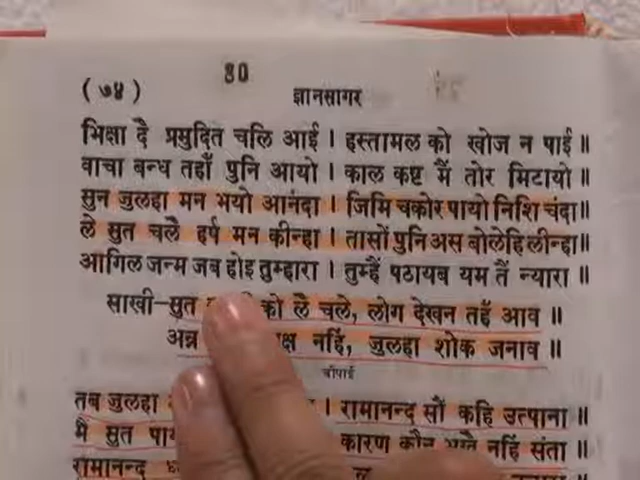 80
( ७४ ) ज्ञानसागर
भिक्षा दै प्रमुदित चलि आई । इस्तामल को खोज न पाई ॥
वाचा बन्ध तहाँ पुनि आयो । काल कष्ट मैं तोर मिटायो ॥
सुन जुलहा मन भयो आनंदा । जिमि चकोर पायो निशि चंदा॥
ले सुत चलै हर्ष मन कीन्हा । तासों पुनि अस बोलेहि लीन्हा॥
आगिल जन्म जब होइ तुम्हारा । तुम्हैं पठायब यम तैं न्यारा ॥
साखी-सुत को लै चले, लोग देखन तहँ आव ॥
अन्न नहिं, जुलहा शोक जनाव ॥
चौपाई
तब जुलहा । रामानन्द सों कहि उत्पाना ॥
मै सुत कारण कौन नहिं संता ॥
रामानन्द